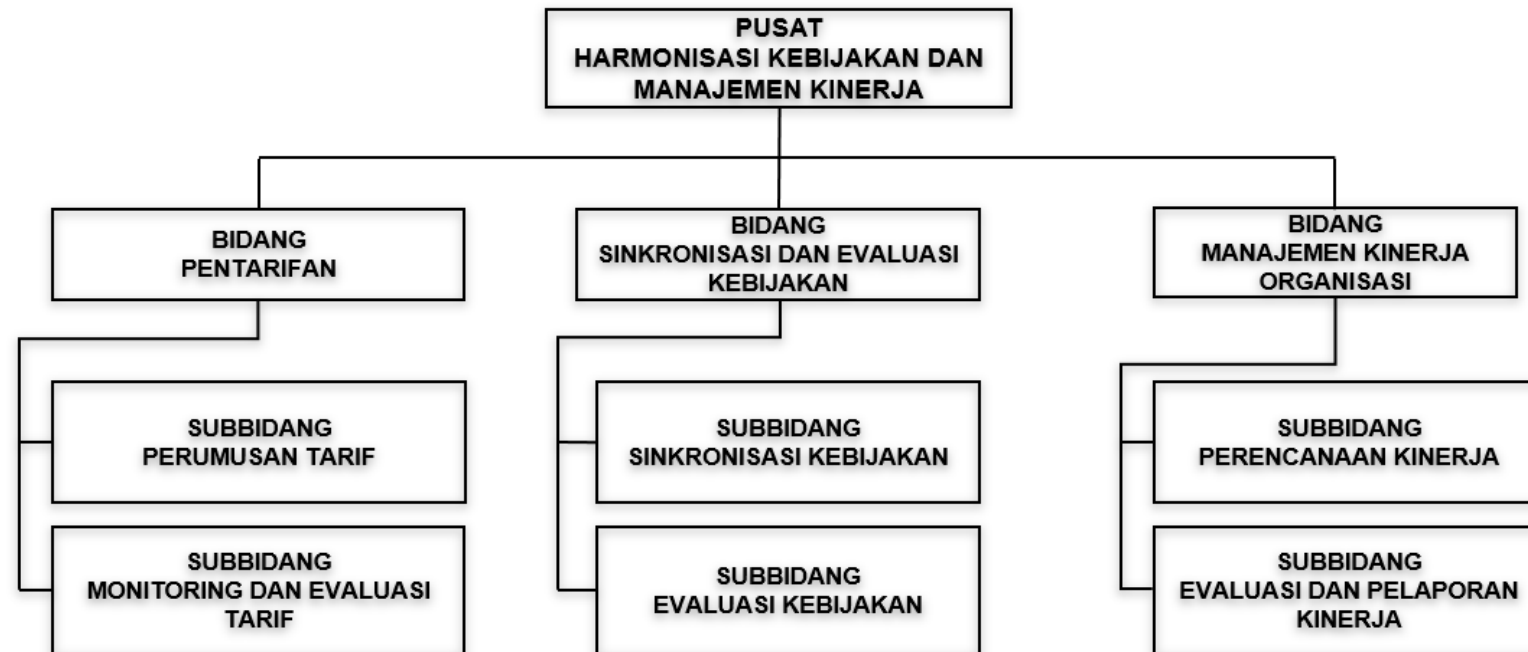 PUSAT
HARMONISASI KEBIJAKAN DAN
MANAJEMEN KINERJA
BIDANG
PENTARIFAN
BIDANG
SINKRONISASI DAN EVALUASI
KEBIJAKAN
BIDANG
MANAJEMEN KINERJA
ORGANISASI
SUBBIDANG
PERUMUSAN TARIF
SUBBIDANG
SINKRONISASI KEBIJAKAN
SUBBIDANG
PERENCANAAN KINERJA
SUBBIDANG
MONITORING DAN EVALUASI
TARIF
SUBBIDANG
EVALUASI KEBIJAKAN
SUBBIDANG
EVALUASI DAN PELAPORAN
KINERJA